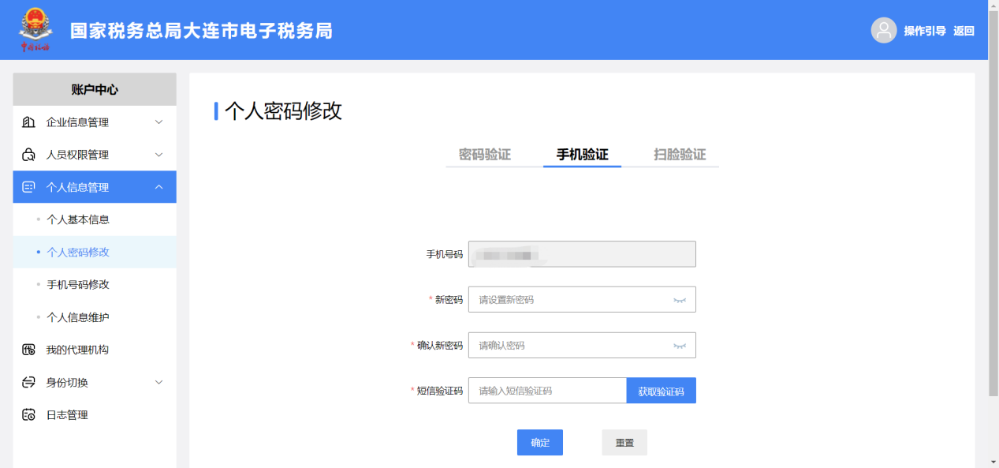 国家税务总局大连市电子税务局
操作引导 返回
账户中心
企业信息管理
人员权限管理
个人信息管理
个人基本信息
个人密码修改
手机号码修改
个人信息维护
我的代理机构
身份切换
日志管理
个人密码修改
密码验证 手机验证 扫脸验证
手机号码
* 新密码 请设置新密码
* 确认新密码 请确认密码
* 短信验证码 请输入短信验证码 获取验证码
确定 重置